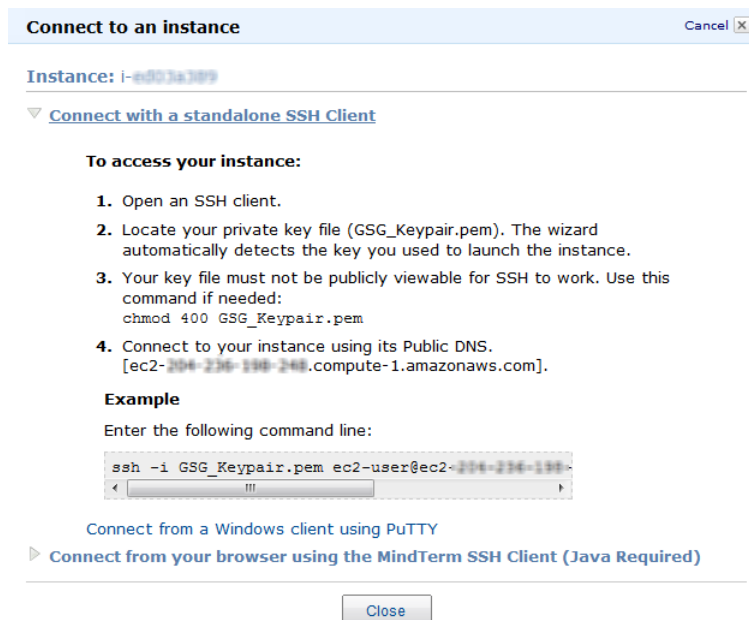 Connect to an instance
Cancel
Instance: i-
Connect with a standalone SSH Client
To access your instance:
1. Open an SSH client.
2. Locate your private key file (GSG_Keypair.pem). The wizard
automatically detects the key you used to launch the instance.
3. Your key file must not be publicly viewable for SSH to work. Use this
command if needed:
chmod 400 GSG_Keypair.pem
4. Connect to your instance using its Public DNS.
[ec2-.compute-1.amazonaws.com].
Example
Enter the following command line:
ssh -i GSG_Keypair.pem ec2-user@ec2-
Connect from a Windows client using PuTTY
Connect from your browser using the MindTerm SSH Client (Java Required)
Close